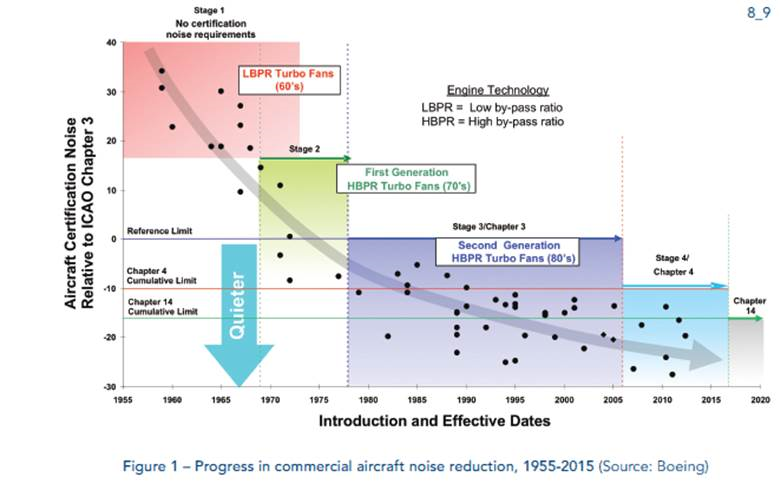 8_9
Stage 1
No certification
noise requirements
40
30
20
10
0
-10
-20
-30
Aircraft Certification Noise
Relative to ICAO Chapter 3
LBPR Turbo Fans
(60's)
Engine Technology
LBPR = Low by-pass ratio
HBPR = High by-pass ratio
Stage 2
First Generation
HBPR Turbo Fans (70's)
Reference Limit
Stage 3/Chapter 3
Second Generation
HBPR Turbo Fans (80's)
Stage 4/
Chapter 4
Chapter 4
Cumulative Limit
Chapter 14
Cumulative Limit
Chapter
14
Quieter
1955 1960 1965 1970 1975 1980 1985 1990 1995 2000 2005 2010 2015 2020
Introduction and Effective Dates
Figure 1 – Progress in commercial aircraft noise reduction, 1955-2015 (Source: Boeing)